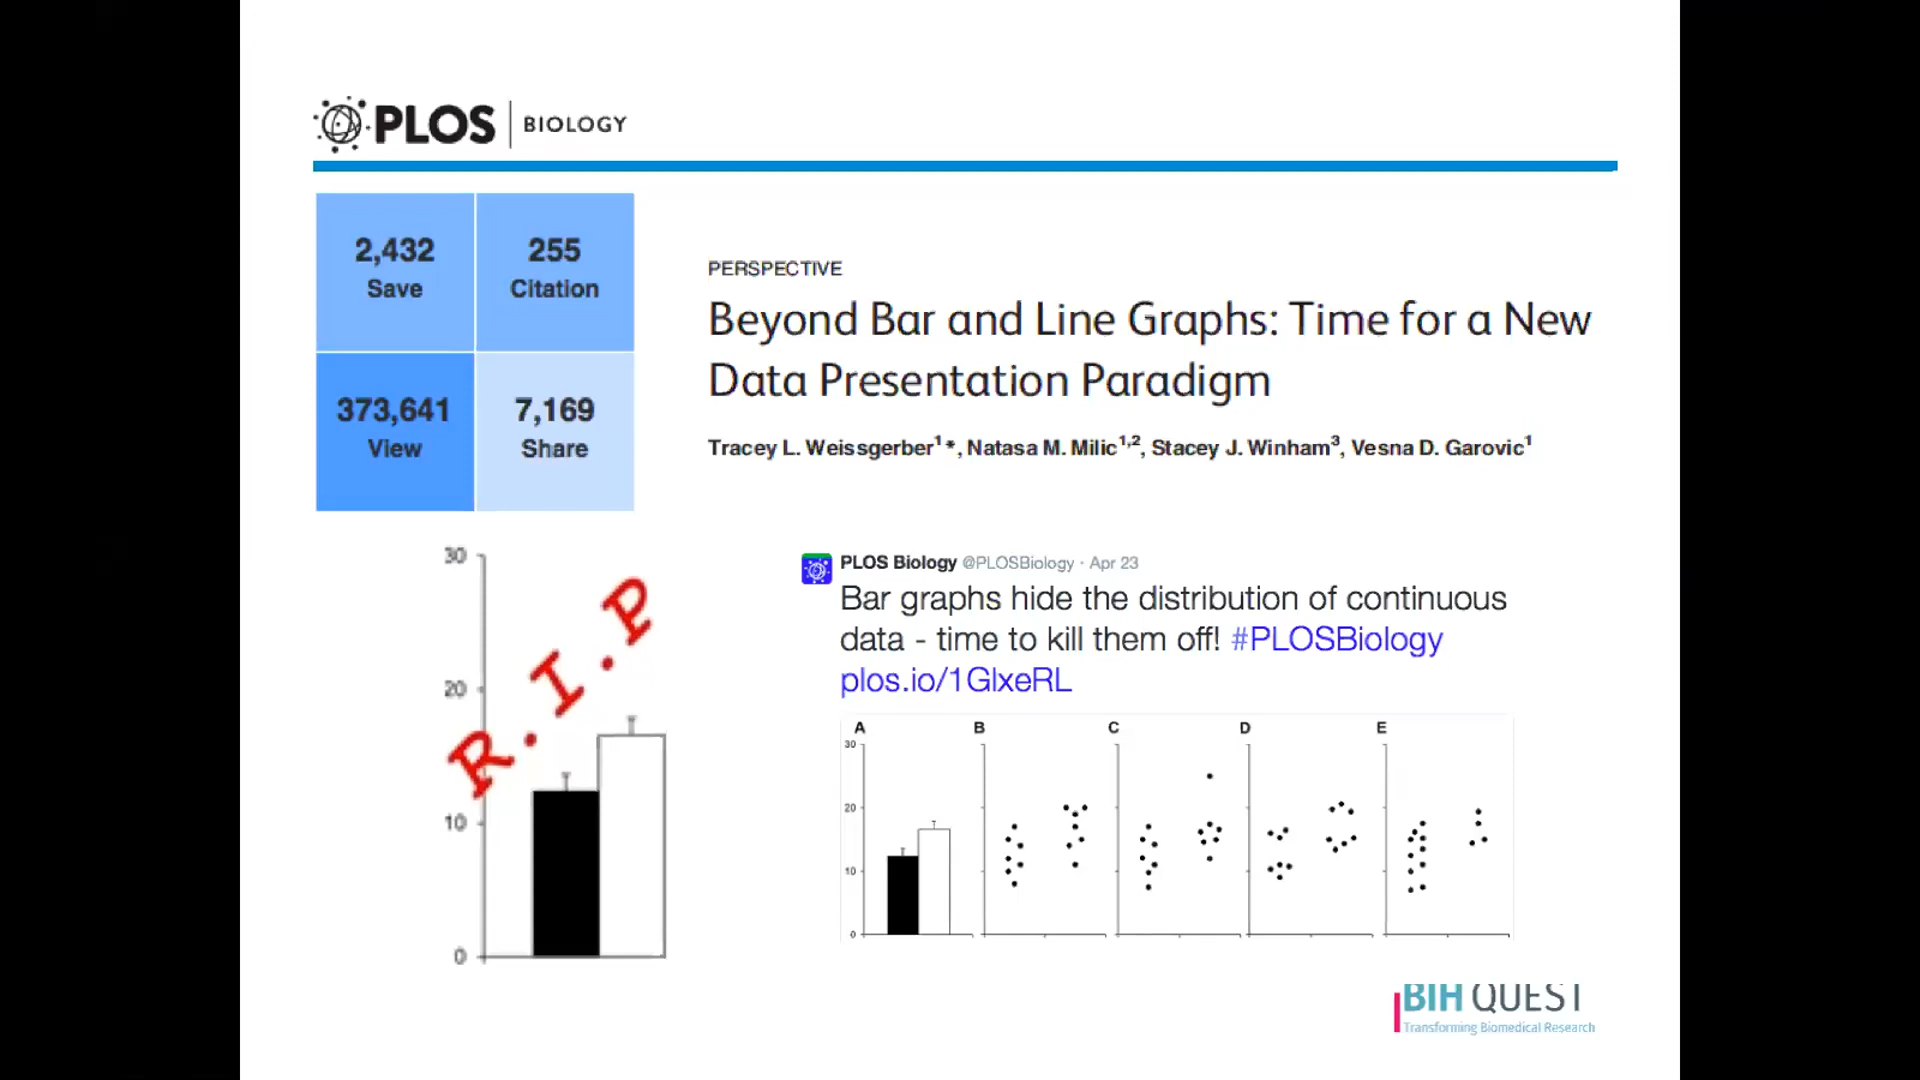 PLOS | BIOLOGY
2,432
Save
255
Citation
373,641
View
7,169
Share
PERSPECTIVE
Beyond Bar and Line Graphs: Time for a New
Data Presentation Paradigm
Tracey L. Weissgerber1*, Natasa M. Milic1,2, Stacey J. Winham3, Vesna D. Garovic1
30
20
10
0
R.I.P
PLOS Biology @PLOSBiology · Apr 23
Bar graphs hide the distribution of continuous
data - time to kill them off! #PLOSBiology
plos.io/1GlxeRL
A B C D E
30
20
10
0
BIH QUEST
Transforming Biomedical Research